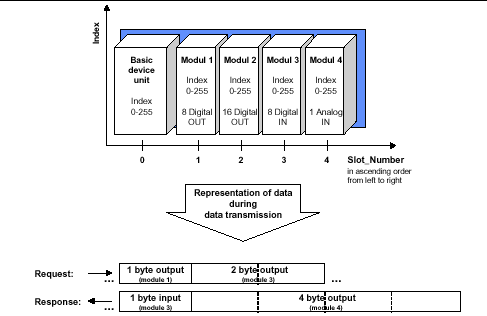 Index
Basic
device
unit
Index
0-255
Modul 1
Index
0-255
8 Digital
OUT
Modul 2
Index
0-255
16 Digital
OUT
Modul 3
Index
0-255
8 Digital
IN
Modul 4
Index
0-255
1 Analog
IN
0 1 2 3 4 Slot_Number
in ascending order
from left to right
Representation of data
during
data transmission
Request: ... 1 byte output 2 byte output ...
(module 1) (module 3)
Response: ... 1 byte input 4 byte output
(module 3) (module 4)